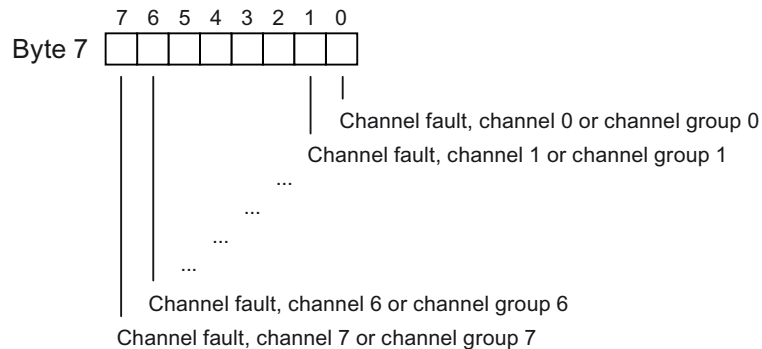 7 6 5 4 3 2 1 0
Byte 7
Channel fault, channel 0 or channel group 0
Channel fault, channel 1 or channel group 1
...
...
...
...
Channel fault, channel 6 or channel group 6
Channel fault, channel 7 or channel group 7